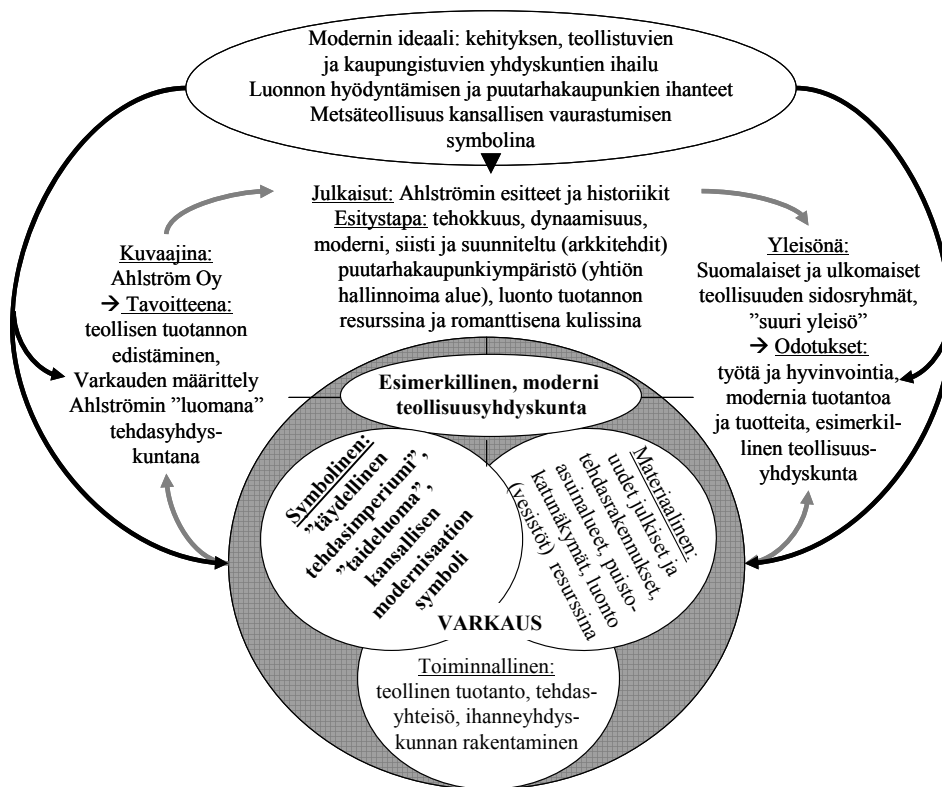 Modernin ideaali: kehityksen, teollistuvien
ja kaupungistuvien yhdyskuntien ihailu
Luonnon hyödyntämisen ja puutarhakaupunkien ihanteet
Metsäteollisuus kansallisen vaurastumisen
symbolina
Julkaisut: Ahlströmin esitteet ja historiikit
Esitystapa: tehokkuus, dynaamisuus,
moderni, siisti ja suunniteltu (arkkitehdit)
puutarhakaupunkiympäristö (yhtiön
hallinnoima alue), luonto tuotannon
resurssina ja romanttisena kulissina
Kuvaajina:
Ahlström Oy
→ Tavoitteena:
teollisen tuotannon
edistäminen,
Varkauden määrittely
Ahlströmin ”luomana”
tehdasyhdys-
kuntana
Yleisönä:
Suomalaiset ja ulkomaiset
teollisuuden sidosryhmät,
”suuri yleisö”
→ Odotukset:
työtä ja hyvinvointia,
modernia tuotantoa
ja tuotteita, esimerkil-
linen teollisuus-
yhdyskunta
Esimerkillinen, moderni
teollisuusyhdyskunta
Symbolinen:
”täydellinen
tehdasimperiumi”,
”taideluoma”,
kansallisen
modernisaation
symboli
Materiaalinen:
uudet julkiset ja
tehdasrakennukset,
asuinalueet, puisto-
katunäkymät, luonto
(vesistöt) resurssina
VARKAUS
Toiminnallinen:
teollinen tuotanto, tehdas-
yhteisö, ihanneyhdys-
kunnan rakentaminen